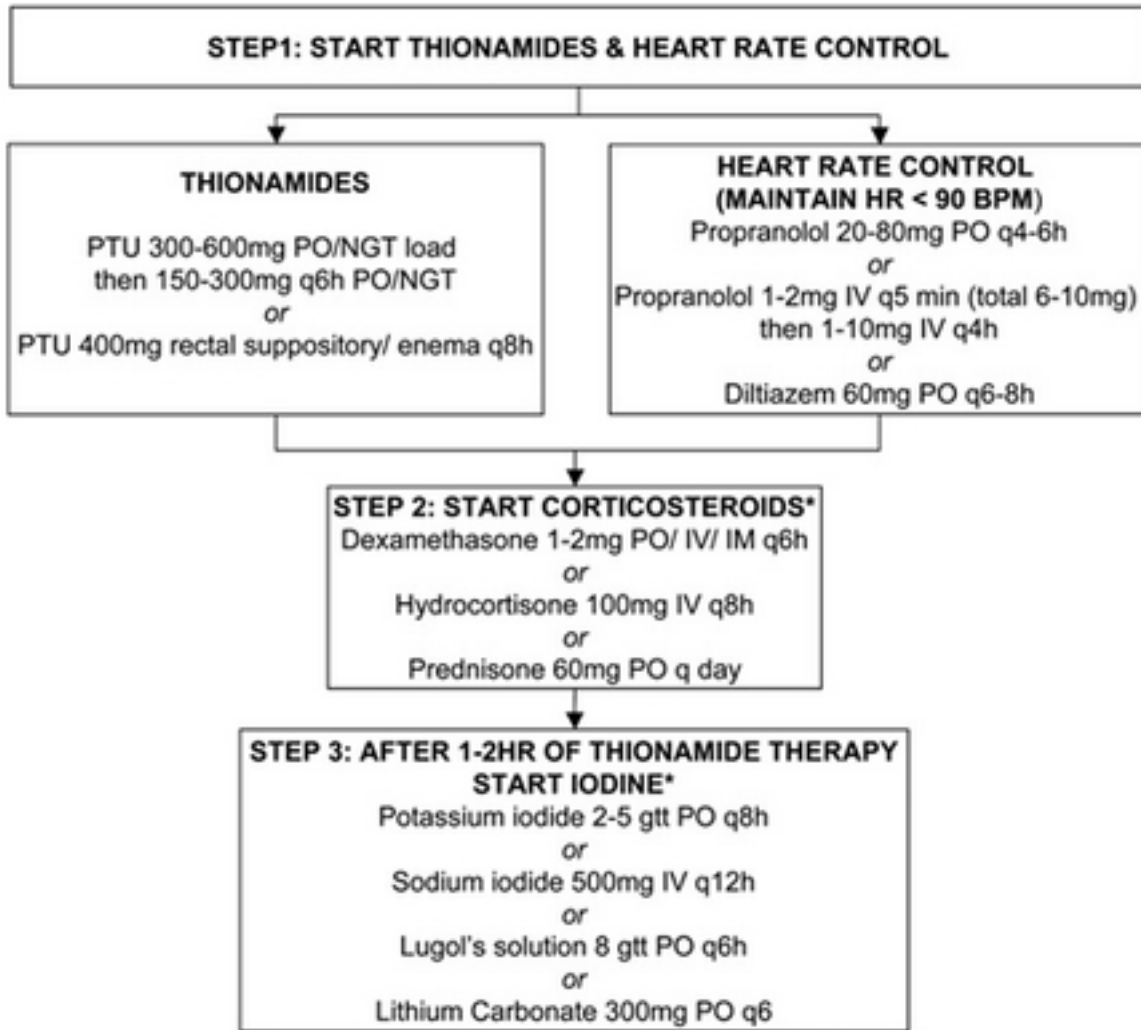 STEP1: START THIONAMIDES & HEART RATE CONTROL
THIONAMIDES
PTU 300-600mg PO/NGT load
then 150-300mg q6h PO/NGT
or
PTU 400mg rectal suppository/ enema q8h
HEART RATE CONTROL
(MAINTAIN HR < 90 BPM)
Propranolol 20-80mg PO q4-6h
or
Propranolol 1-2mg IV q5 min (total 6-10mg)
then 1-10mg IV q4h
or
Diltiazem 60mg PO q6-8h
STEP 2: START CORTICOSTEROIDS*
Dexamethasone 1-2mg PO/ IV/ IM q6h
or
Hydrocortisone 100mg IV q8h
or
Prednisone 60mg PO q day
STEP 3: AFTER 1-2HR OF THIONAMIDE THERAPY
START IODINE*
Potassium iodide 2-5 gtt PO q8h
or
Sodium iodide 500mg IV q12h
or
Lugol's solution 8 gtt PO q6h
or
Lithium Carbonate 300mg PO q6